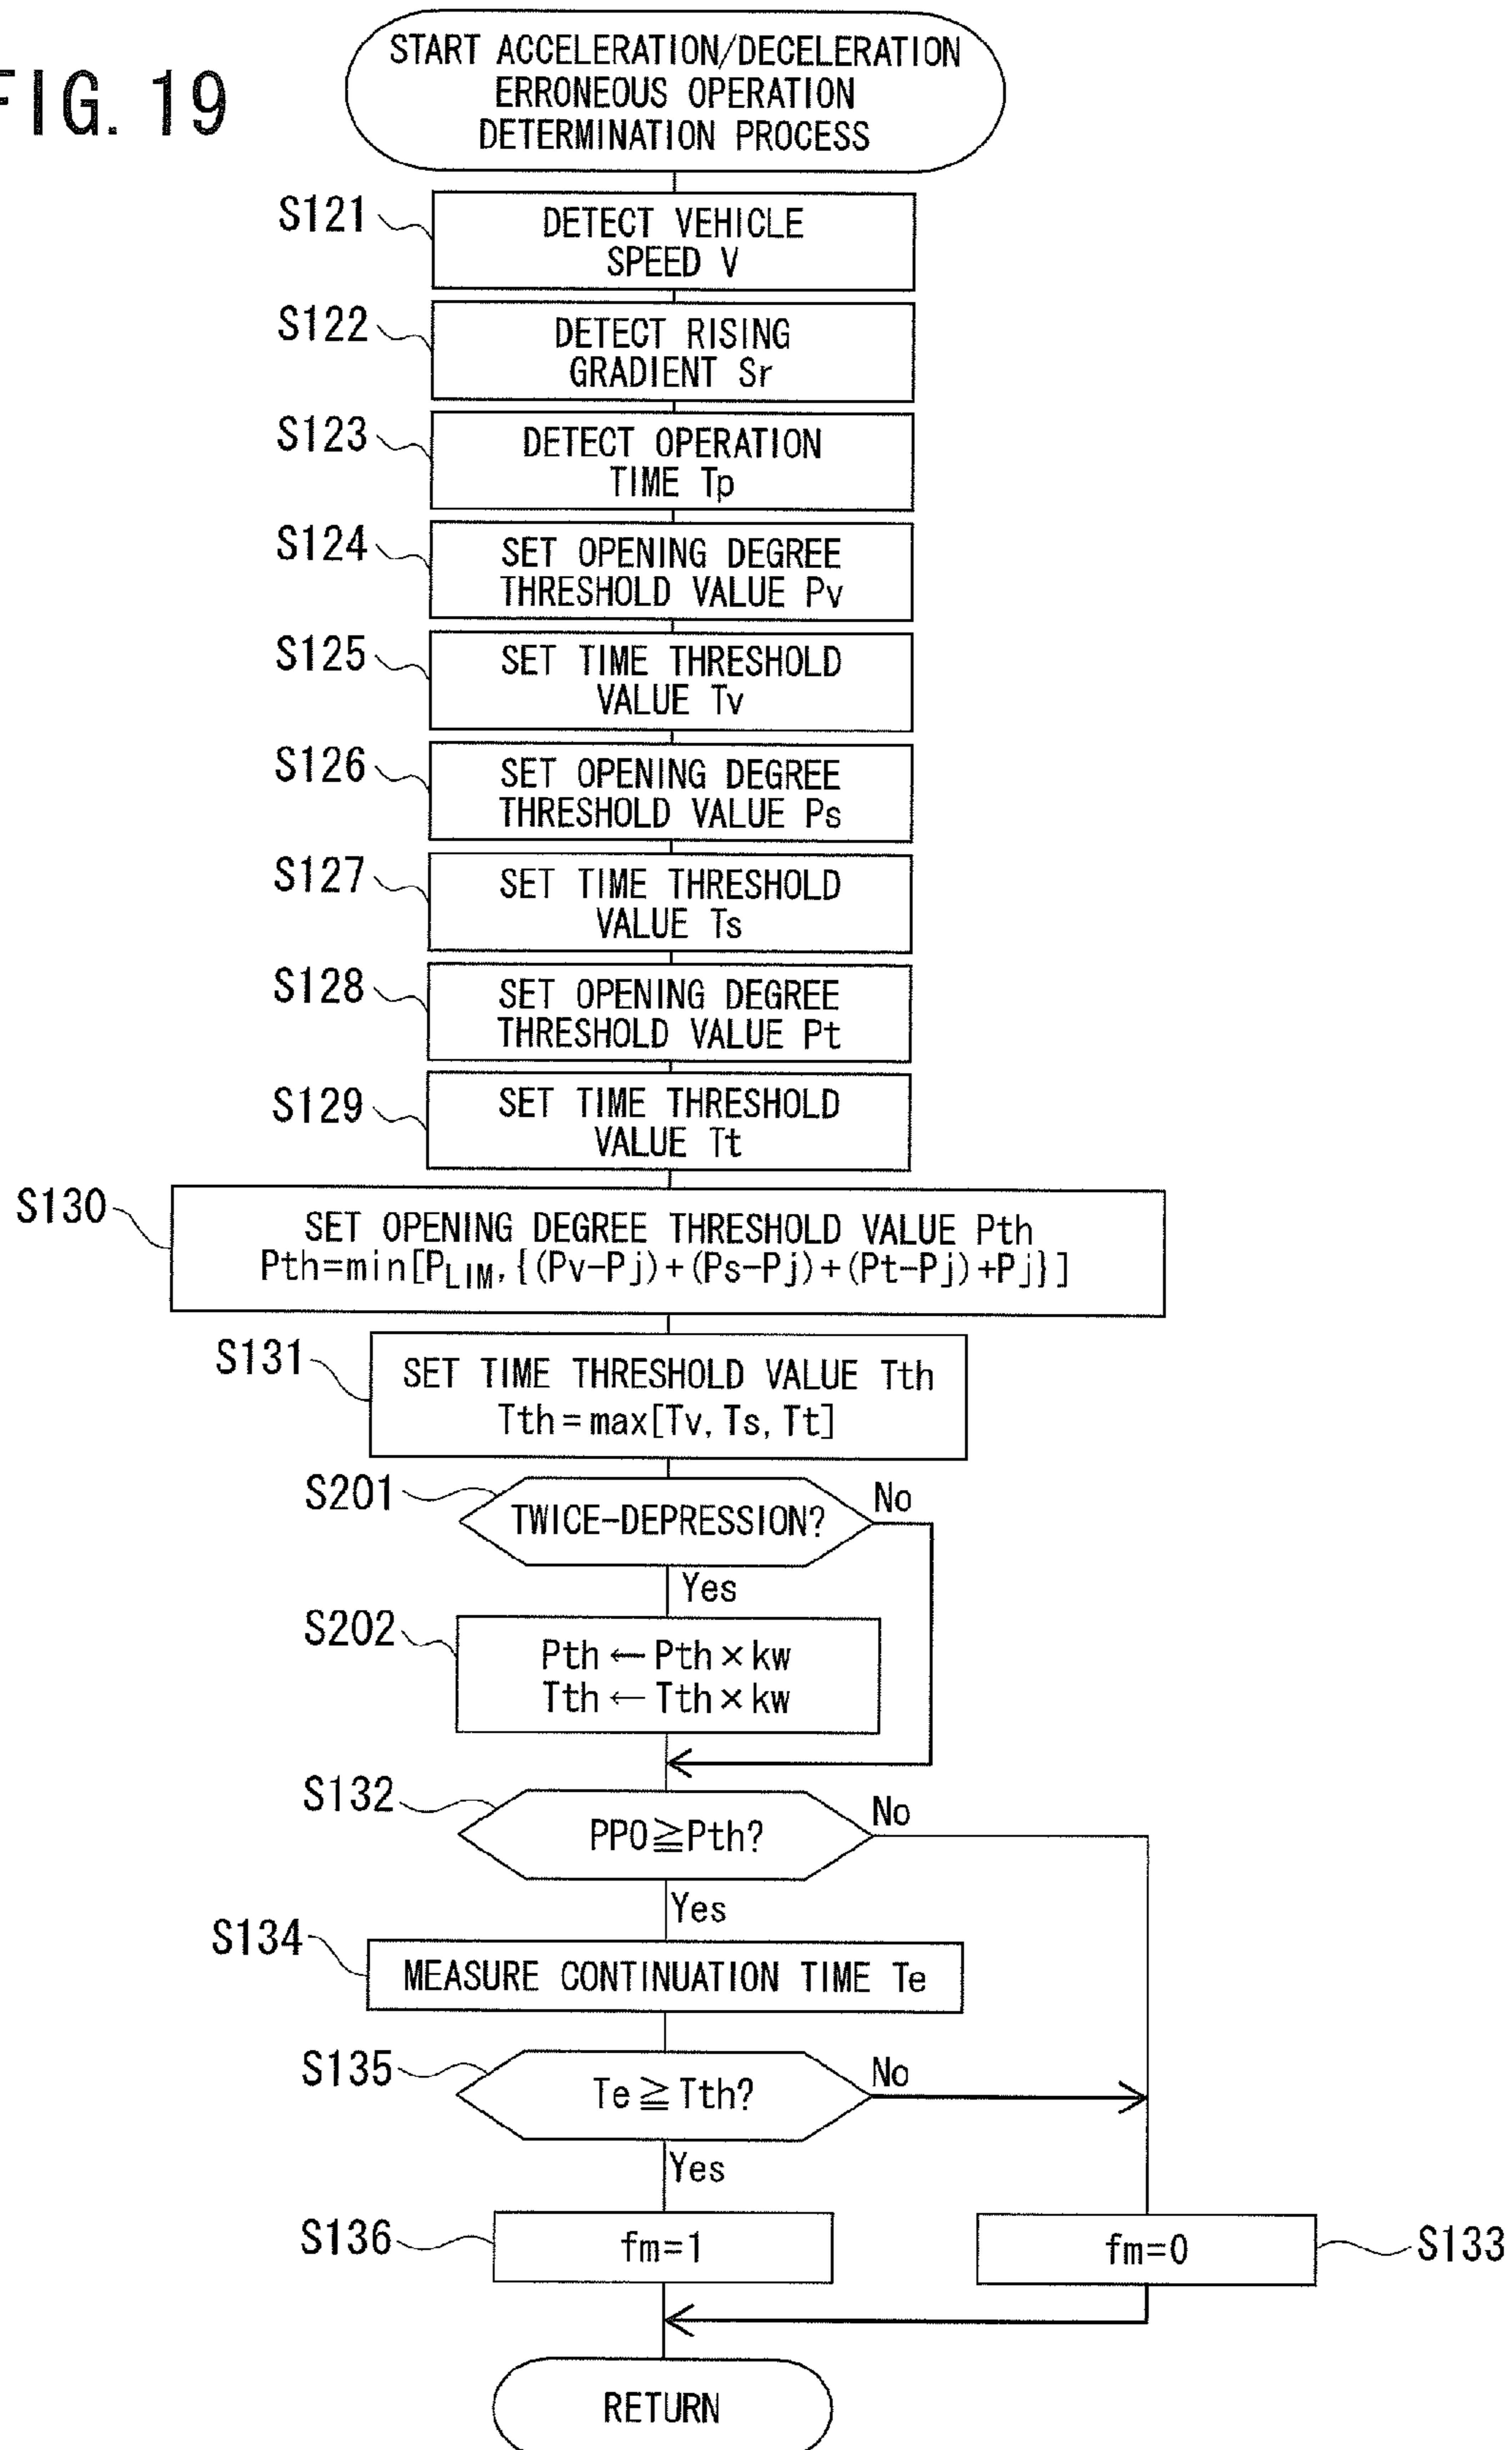 FIG. 19
START ACCELERATION/DECELERATION
ERRONEOUS OPERATION
DETERMINATION PROCESS
S121
DETECT VEHICLE
SPEED V
S122
DETECT RISING
GRADIENT Sr
S123
DETECT OPERATION
TIME Tp
S124
SET OPENING DEGREE
THRESHOLD VALUE Pv
S125
SET TIME THRESHOLD
VALUE Tv
S126
SET OPENING DEGREE
THRESHOLD VALUE Ps
S127
SET TIME THRESHOLD
VALUE Ts
S128
SET OPENING DEGREE
THRESHOLD VALUE Pt
S129
SET TIME THRESHOLD
VALUE Tt
S130
SET OPENING DEGREE THRESHOLD VALUE Pth
Pth=min[PLIM, {(Pv-Pj)+(Ps-Pj)+(Pt-Pj)+Pj}]
S131
SET TIME THRESHOLD VALUE Tth
Tth=max[Tv, Ts, Tt]
S201
TWICE-DEPRESSION?
No
Yes
S202
Pth←Pth×kw
Tth←Tth×kw
S132
PPO≧Pth?
No
Yes
S134
MEASURE CONTINUATION TIME Te
S135
Te≧Tth?
No
Yes
S136
fm=1
fm=0
S133
RETURN